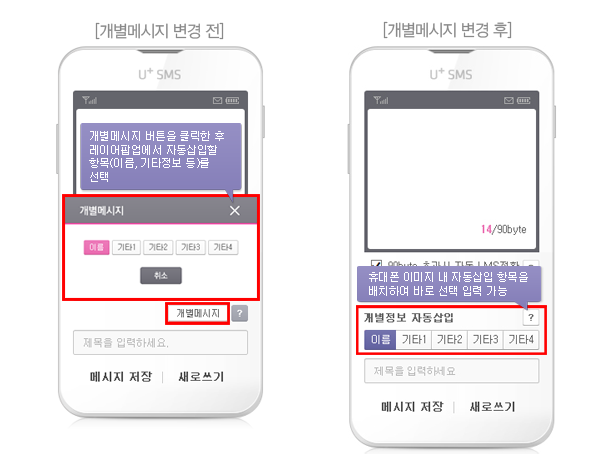 [개별메시지 변경 전]
U+ SMS
개별메시지 버튼을 클릭한 후
레이어팝업에서 자동삽입할
항목(이름, 기타정보 등)를
선택
개별메시지
이름 기타1 기타2 기타3 기타4
취소
개별메시지 ?
제목을 입력하세요.
메시지 저장 | 새로쓰기
[개별메시지 변경 후]
U+ SMS
14/90byte
90byte 초과시 자동 LMS전환
휴대폰 이미지 내 자동삽입 항목을
배치하여 바로 선택 입력 가능
개별정보 자동삽입 ?
이름 기타1 기타2 기타3 기타4
제목을 입력하세요
메시지 저장 | 새로쓰기